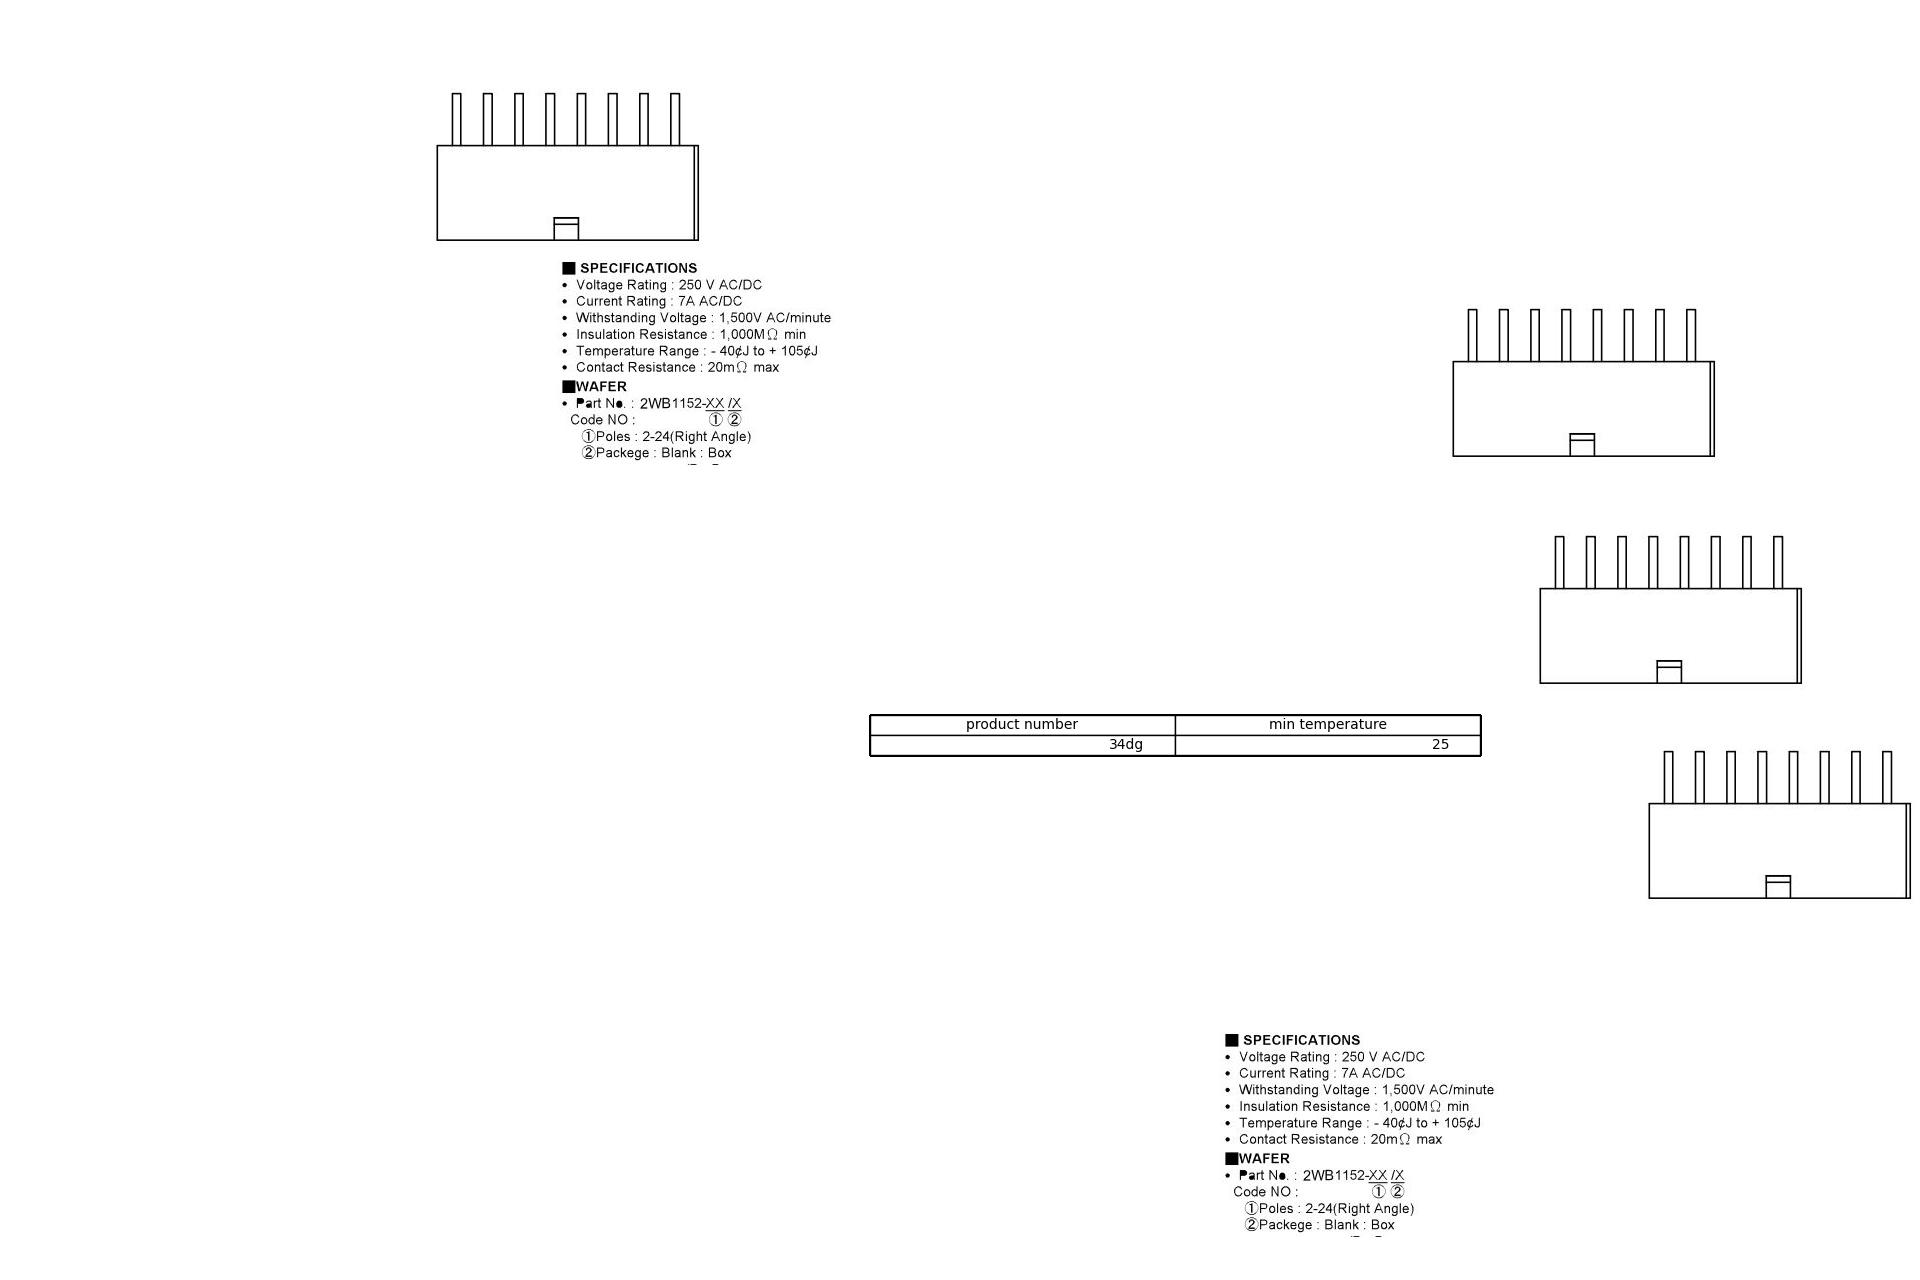 ■ SPECIFICATIONS
• Voltage Rating : 250 V AC/DC
• Current Rating : 7A AC/DC
• Withstanding Voltage : 1,500V AC/minute
• Insulation Resistance : 1,000MΩ min
• Temperature Range : - 40¢J to + 105¢J
• Contact Resistance : 20mΩ max
■WAFER
• Part No. : 2WB1152-XX /X
Code NO : ① ②
①Poles : 2-24(Right Angle)
②Packege : Blank : Box
product number min temperature
34dg 25
■ SPECIFICATIONS
• Voltage Rating : 250 V AC/DC
• Current Rating : 7A AC/DC
• Withstanding Voltage : 1,500V AC/minute
• Insulation Resistance : 1,000MΩ min
• Temperature Range : - 40¢J to + 105¢J
• Contact Resistance : 20mΩ max
■WAFER
• Part No. : 2WB1152-XX /X
Code NO : ① ②
①Poles : 2-24(Right Angle)
②Packege : Blank : Box